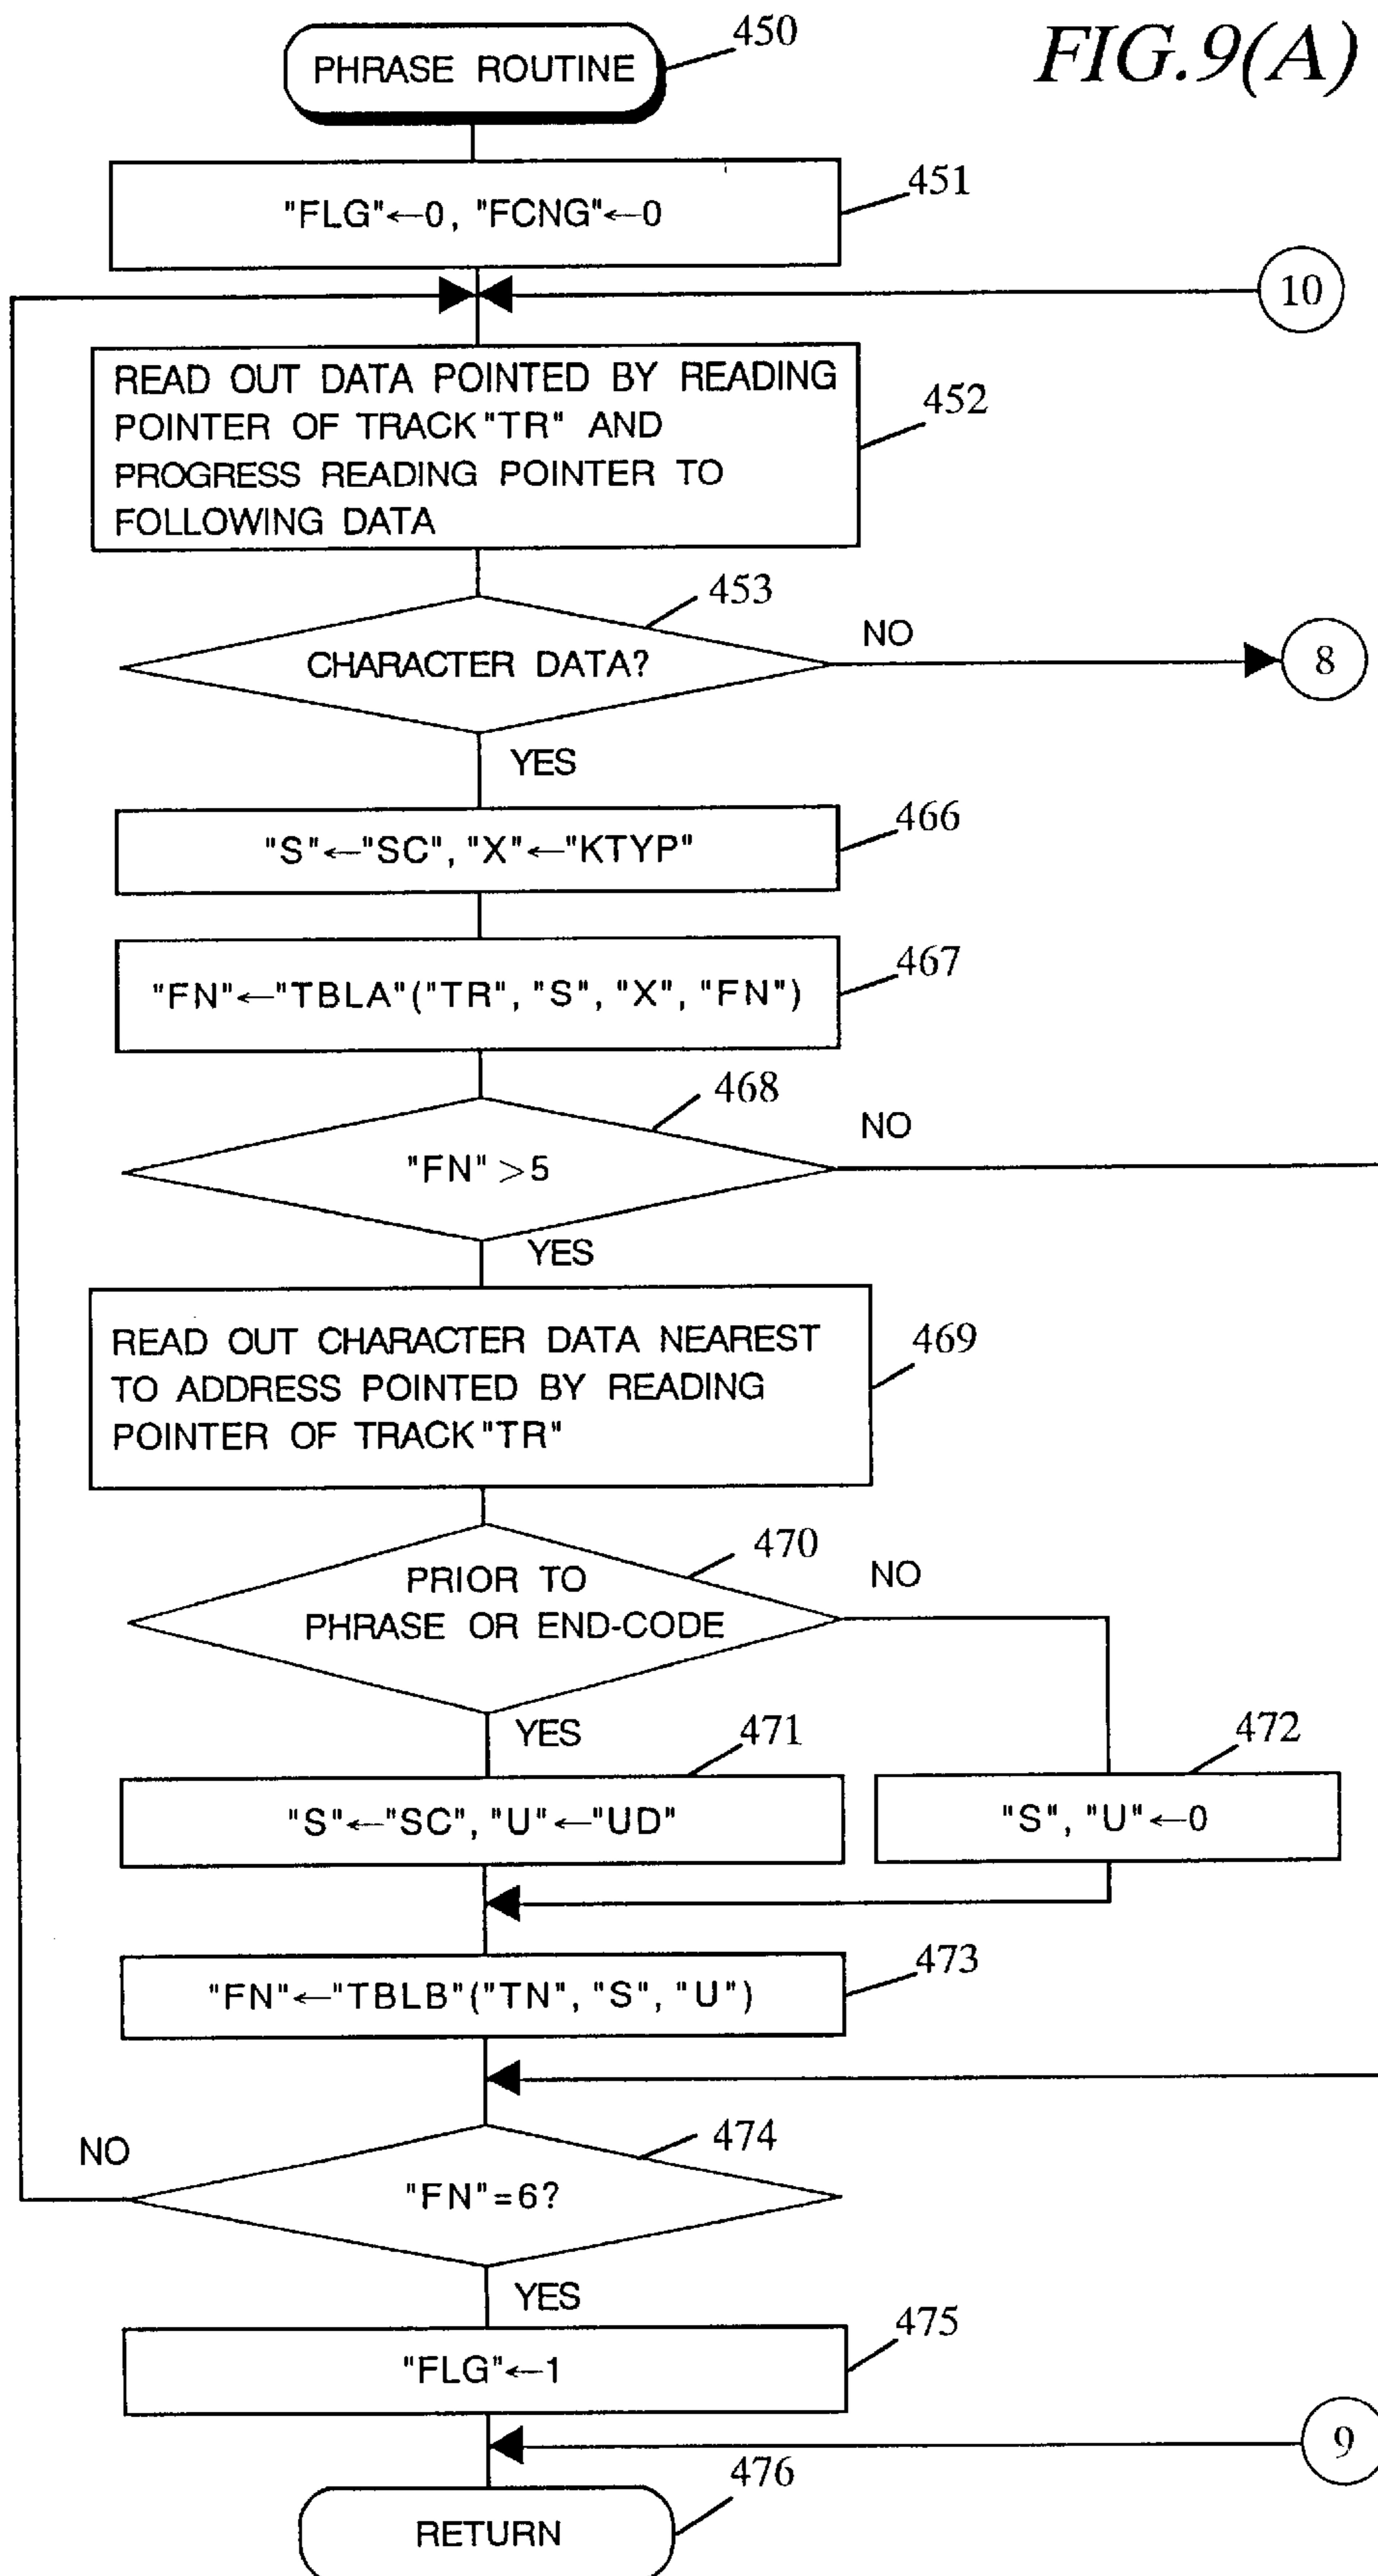 FIG.9(A)
PHRASE ROUTINE
450
"FLG"←0, "FCNG"←0
451
10
READ OUT DATA POINTED BY READING
POINTER OF TRACK"TR" AND
PROGRESS READING POINTER TO
FOLLOWING DATA
452
453
CHARACTER DATA?
NO
8
YES
"S"←"SC", "X"←"KTYP"
466
"FN"←"TBLA"("TR", "S", "X", "FN")
467
468
"FN" >5
NO
YES
READ OUT CHARACTER DATA NEAREST
TO ADDRESS POINTED BY READING
POINTER OF TRACK"TR"
469
470
PRIOR TO
PHRASE OR END-CODE
NO
YES
471
"S"←"SC", "U"←"UD"
472
"S", "U"←0
"FN"←"TBLB"("TN", "S", "U")
473
474
NO
"FN"=6?
YES
"FLG"←1
475
9
476
RETURN